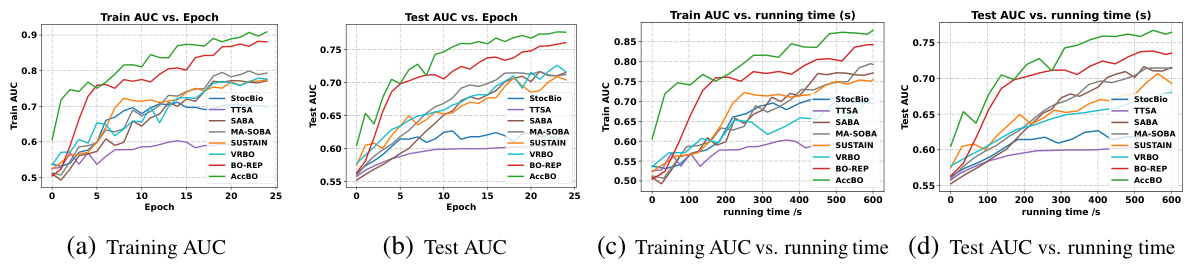 Train AUC vs. Epoch
Train AUC
0.9
0.8
0.7
0.6
0.5
0 5 10 15 20 25
Epoch
StocBio
TTSA
SABA
MA-SOBA
SUSTAIN
VRBO
BO-REP
AccBO
(a) Training AUC
Test AUC vs. Epoch
Test AUC
0.75
0.70
0.65
0.60
0.55
0 5 10 15 20 25
Epoch
StocBio
TTSA
SABA
MA-SOBA
SUSTAIN
VRBO
BO-REP
AccBO
(b) Test AUC
Train AUC vs. running time (s)
Train AUC
0.85
0.80
0.75
0.70
0.65
0.60
0.55
0.50
0 100 200 300 400 500 600
running time /s
StocBio
TTSA
SABA
MA-SOBA
SUSTAIN
VRBO
BO-REP
AccBO
(c) Training AUC vs. running time
Test AUC vs. running time (s)
Test AUC
0.75
0.70
0.65
0.60
0.55
0 100 200 300 400 500 600
running time /s
StocBio
TTSA
SABA
MA-SOBA
SUSTAIN
VRBO
BO-REP
AccBO
(d) Test AUC vs. running time